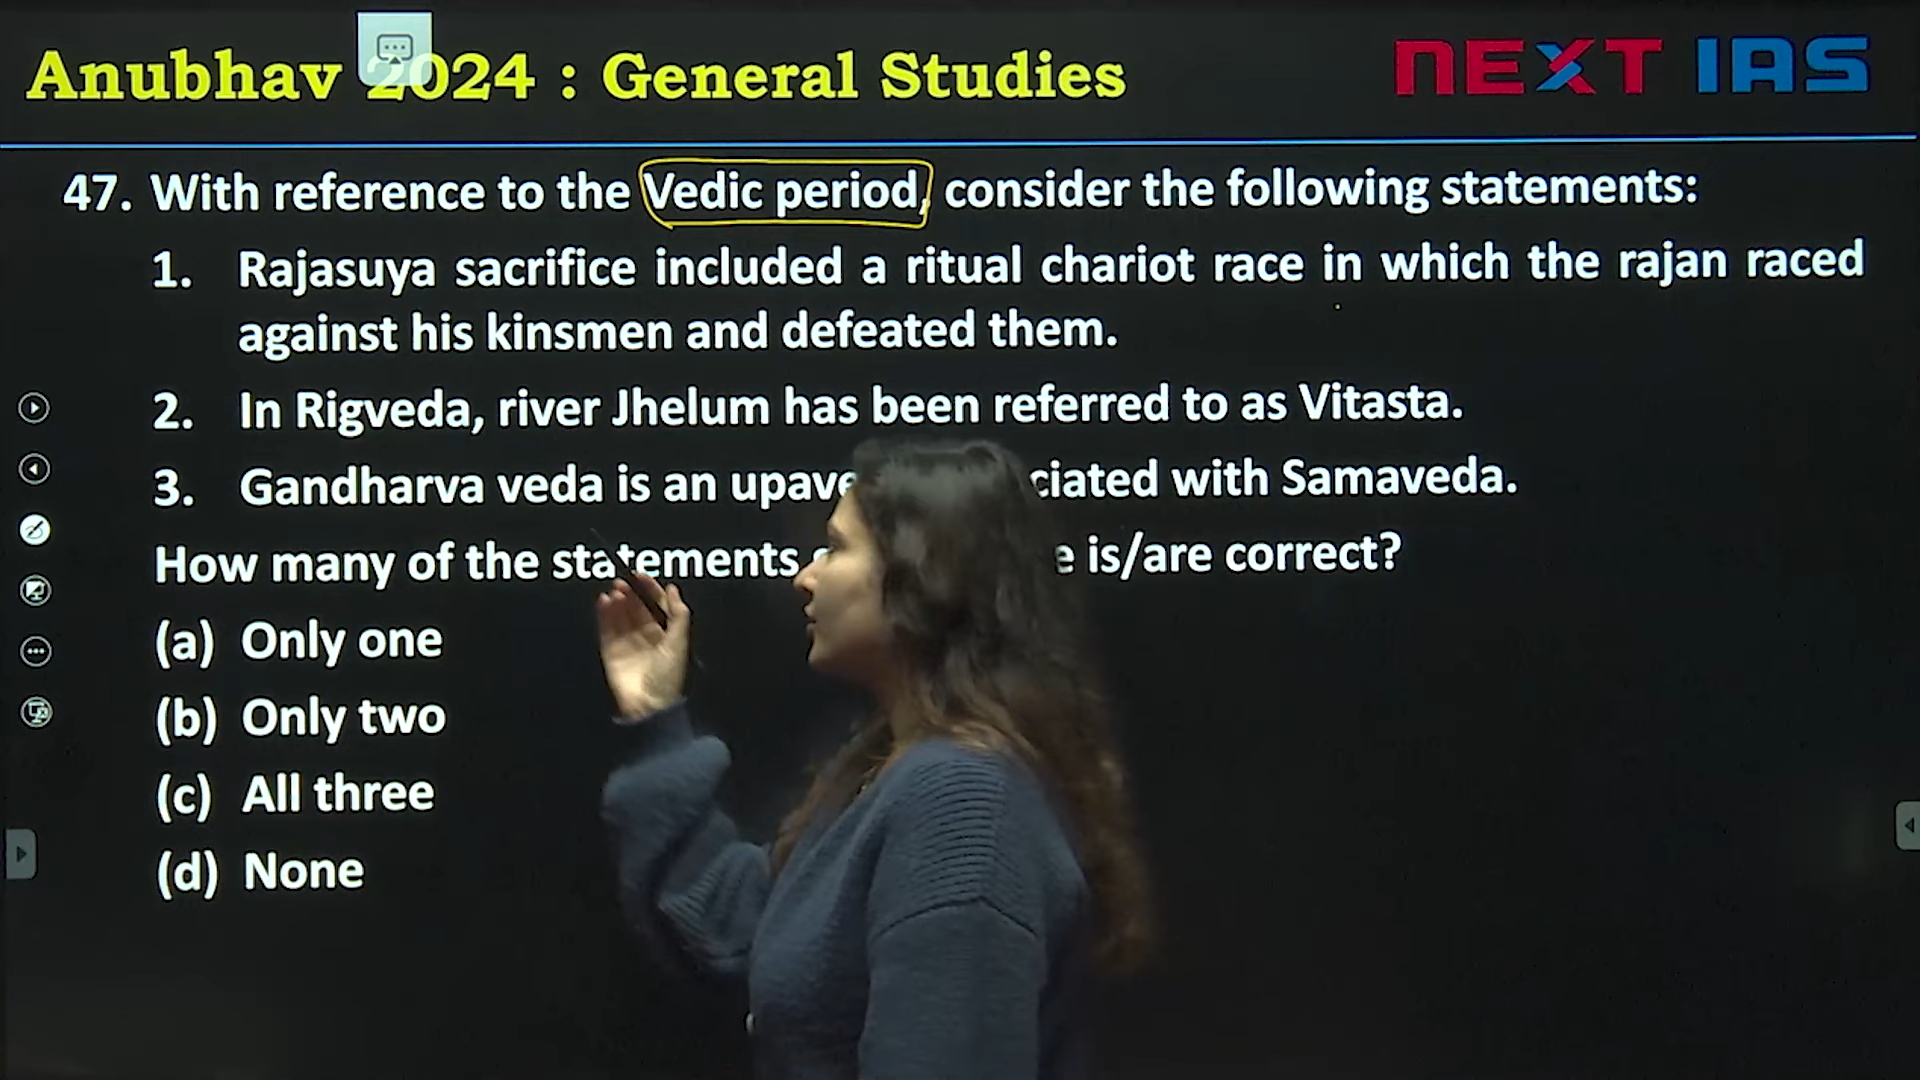 Anubhav 2024 : General Studies
NEXT IAS
47. With reference to the Vedic period, consider the following statements:
1. Rajasuya sacrifice included a ritual chariot race in which the rajan raced
against his kinsmen and defeated them.
2. In Rigveda, river Jhelum has been referred to as Vitasta.
3. Gandharva veda is an with Samaveda.
How many of the statements is/are correct?
(a) Only one
(b) Only two
(c) All three
(d) None